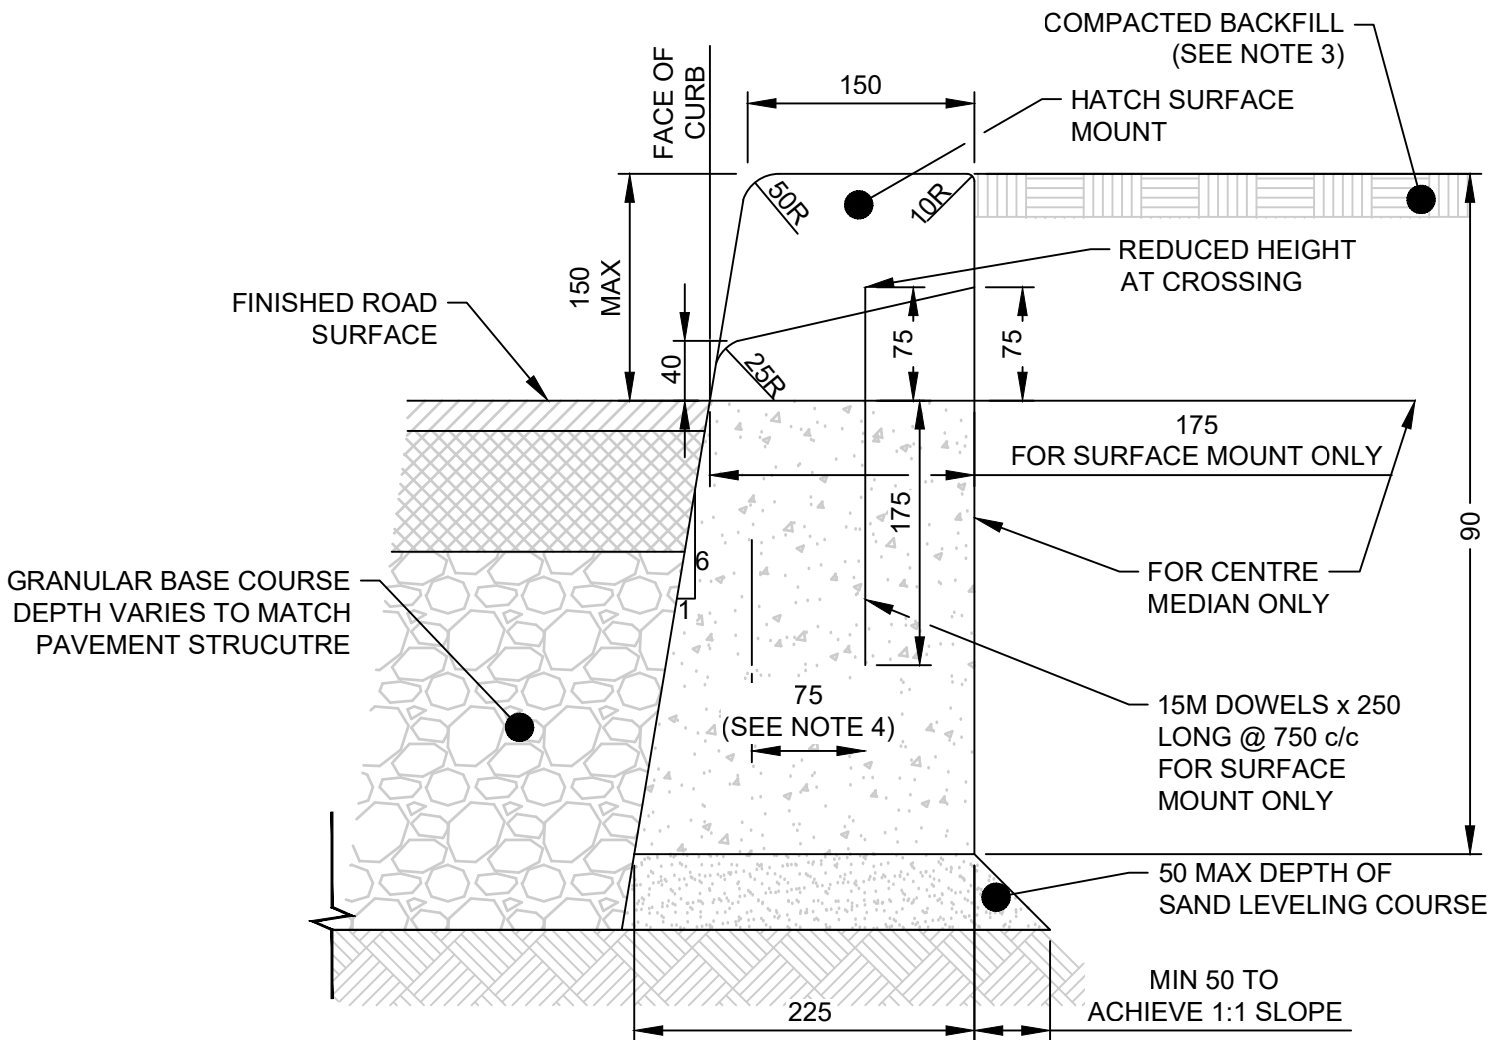 COMPACTED BACKFILL
(SEE NOTE 3)
FACE OF
CURB
150
HATCH SURFACE
MOUNT
50R
10R
REDUCED HEIGHT
AT CROSSING
150
MAX
FINISHED ROAD
SURFACE
40
25R
75
75
175
FOR SURFACE MOUNT ONLY
175
90
6
1
GRANULAR BASE COURSE
DEPTH VARIES TO MATCH
PAVEMENT STRUCUTRE
FOR CENTRE
MEDIAN ONLY
75
(SEE NOTE 4)
15M DOWELS x 250
LONG @ 750 c/c
FOR SURFACE
MOUNT ONLY
50 MAX DEPTH OF
SAND LEVELING COURSE
225
MIN 50 TO
ACHIEVE 1:1 SLOPE